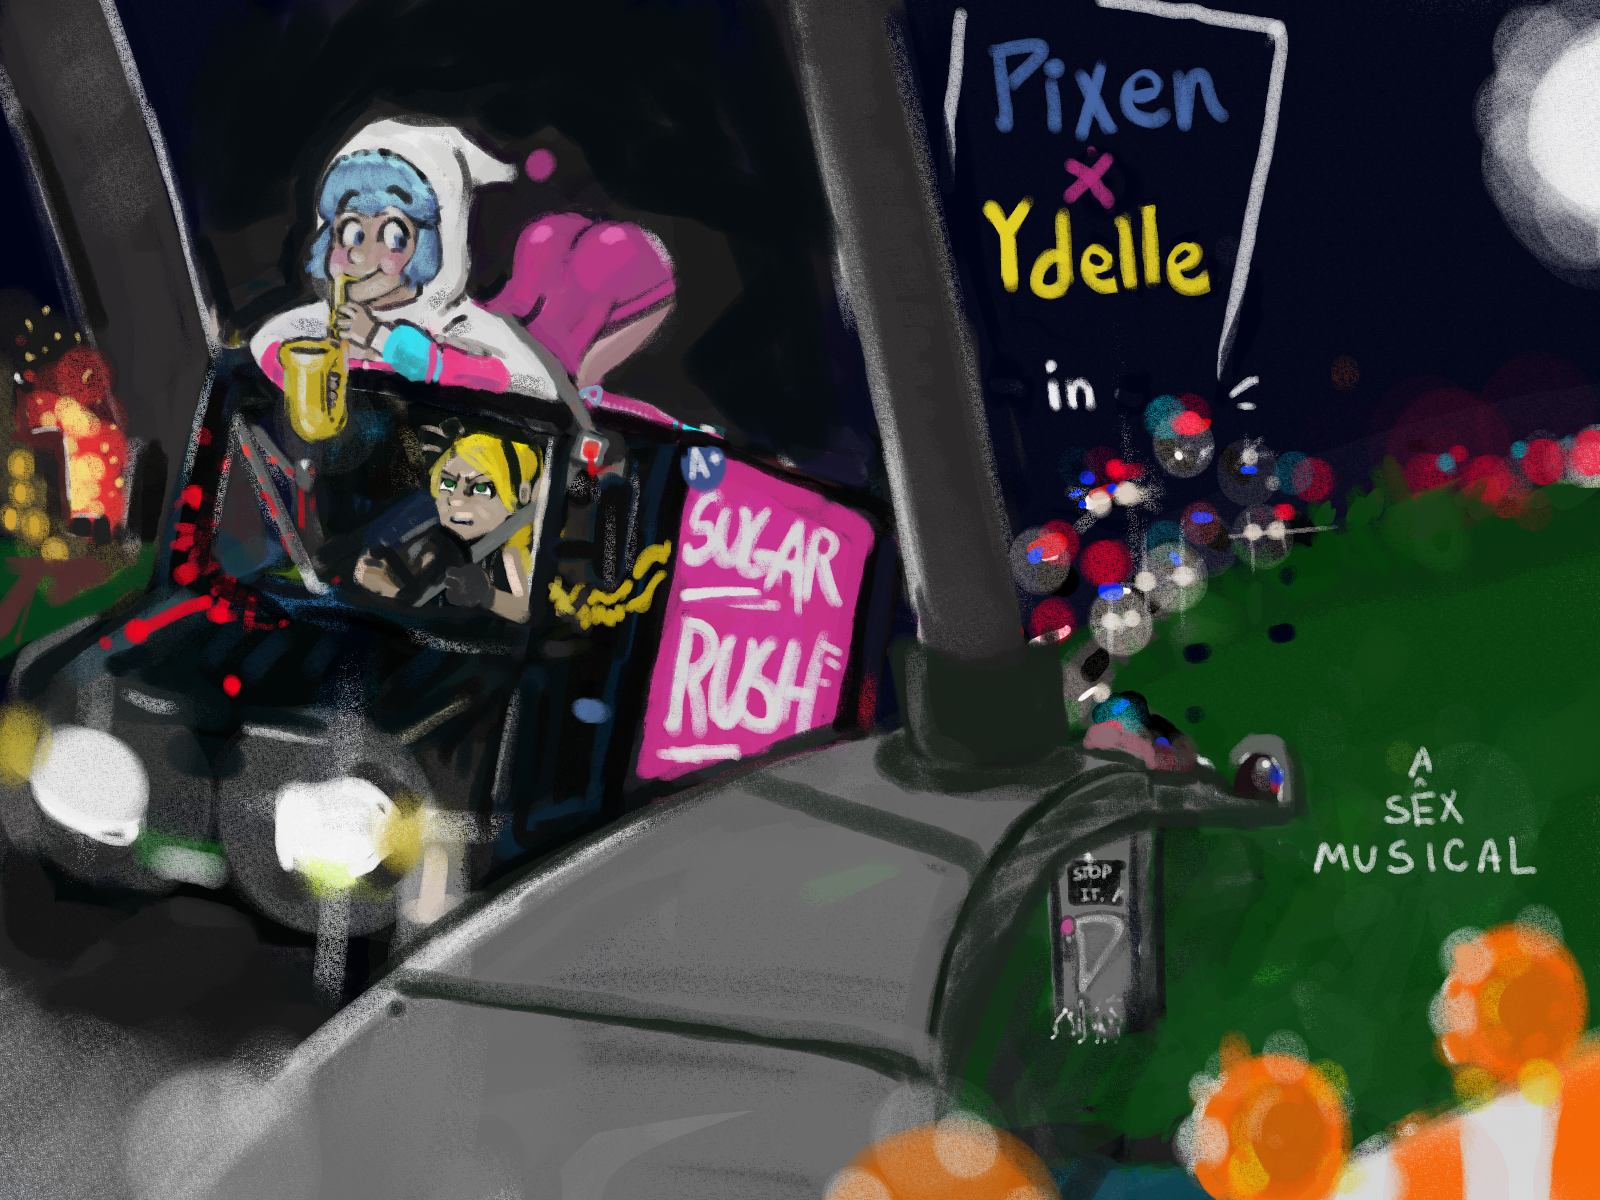 Pixen
x
Ydelle
in
A+
SUGAR
RUSH
A
SÊX
MUSICAL
STOP
IT.!